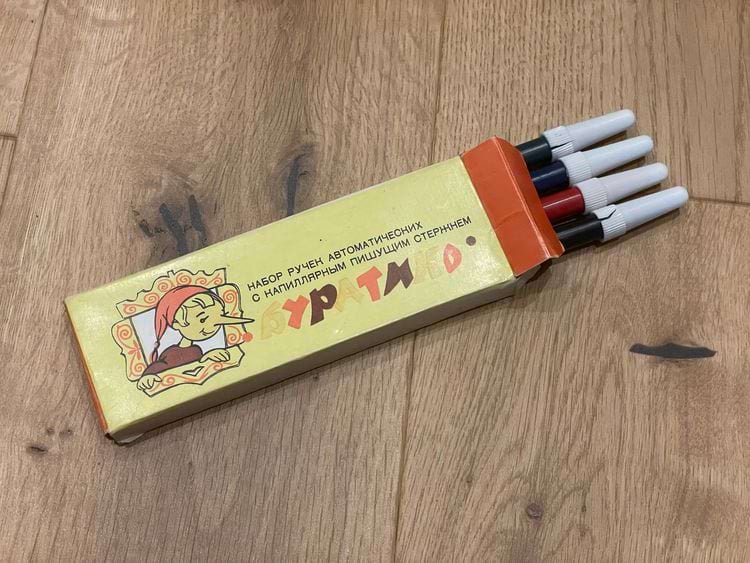 НАБОР РУЧЕК АВТОМАТИЧЕСКИХ
С КАПИЛЛЯРНЫМ ПИШУЩИМ СТЕРЖНЕМ
БУРАТИНО